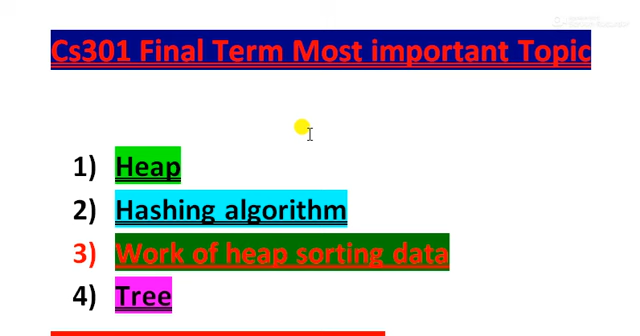 Cs301 Final Term Most important Topic
1) Heap
2) Hashing algorithm
3) Work of heap sorting data
4) Tree